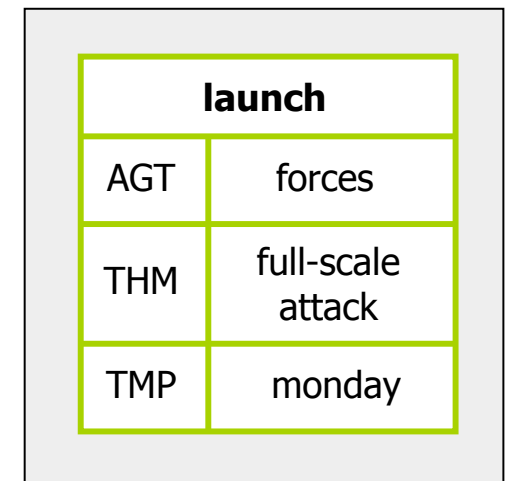 launch
AGT forces
THM full-scale
attack
TMP monday